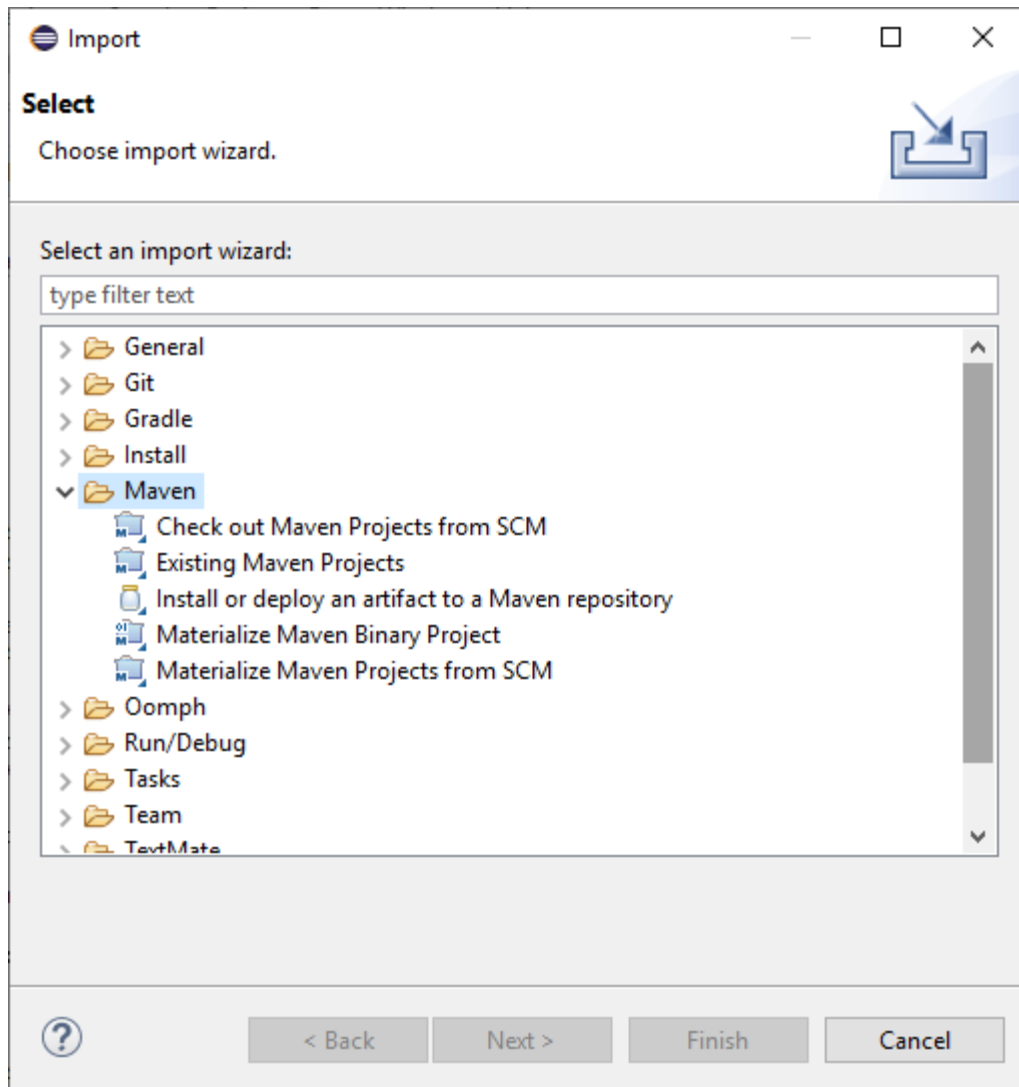 Import
Select
Choose import wizard.
Select an import wizard:
type filter text
General
Git
Gradle
Install
Maven
Check out Maven Projects from SCM
Existing Maven Projects
Install or deploy an artifact to a Maven repository
Materialize Maven Binary Project
Materialize Maven Projects from SCM
Oomph
Run/Debug
Tasks
Team
TextMate
? < Back Next > Finish Cancel